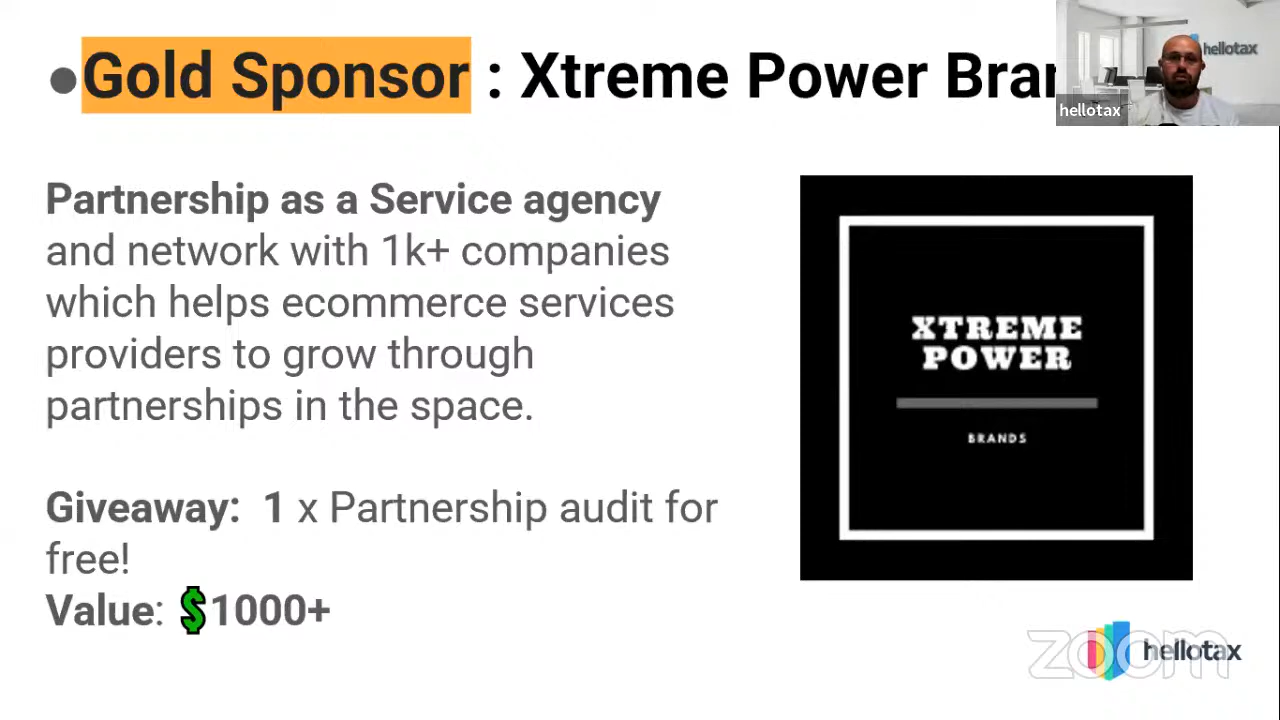 ●Gold Sponsor : Xtreme Power Bran
hellotax
hellotax
Partnership as a Service agency
and network with 1k+ companies
which helps ecommerce services
providers to grow through
partnerships in the space.
XTREME
POWER
BRANDS
Giveaway: 1 x Partnership audit for
free!
Value: 💲1000+
zoom
hellotax